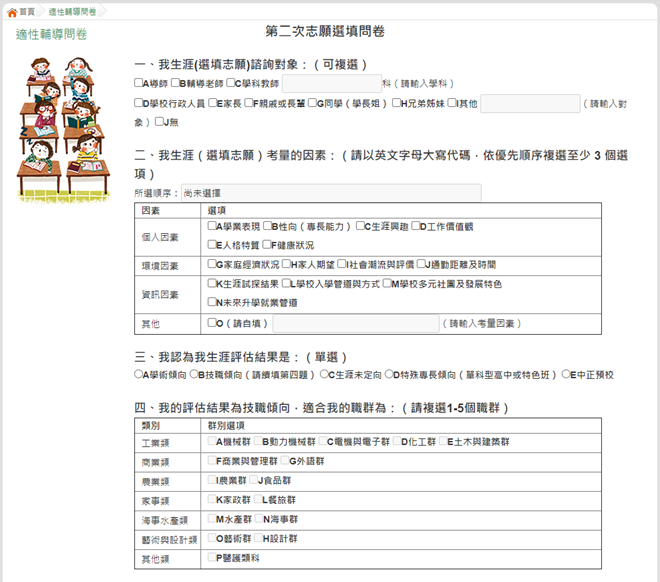 首頁 適性輔導問卷
適性輔導問卷
第二次志願選填問卷
一、我生涯(選填志願)諮詢對象：（可複選）
A導師 B輔導老師 C學科教師 科（請輸入學科）
D學校行政人員 E家長 F親戚或長輩 G同學（學長姐） H兄弟姊妹 I其他 （請輸入對
象） J無
二、我生涯（選填志願）考量的因素：（請以英文字母大寫代碼，依優先順序複選至少 3 個選
項）
所選順序：尚未選擇
因素 選項
個人因素 A學業表現 B性向（專長能力） C生涯興趣 D工作價值觀
E人格特質 F健康狀況
環境因素 G家庭經濟狀況 H家人期望 I社會潮流與評價 J通勤距離及時間
資訊因素 K生涯試探結果 L學校入學管道與方式 M學校多元社團及發展特色
N未來升學就業管道
其他 O（請自填） （請輸入考量因素）
三、我認為我生涯評估結果是：（單選）
A學術傾向 B技職傾向（請續填第四題） C生涯未定向 D特殊專長傾向（單科型高中或特色班） E中正預校
四、我的評估結果為技職傾向，適合我的職群為：（請複選1-5個職群）
類別 群別選項
工業類 A機械群 B動力機械群 C電機與電子群 D化工群 E土木與建築群
商業類 F商業與管理群 G外語群
農業類 I農業群 J食品群
家事類 K家政群 L餐旅群
海事水產類 M水產群 N海事群
藝術與設計類 O藝術群 H設計群
其他類 P醫護類科